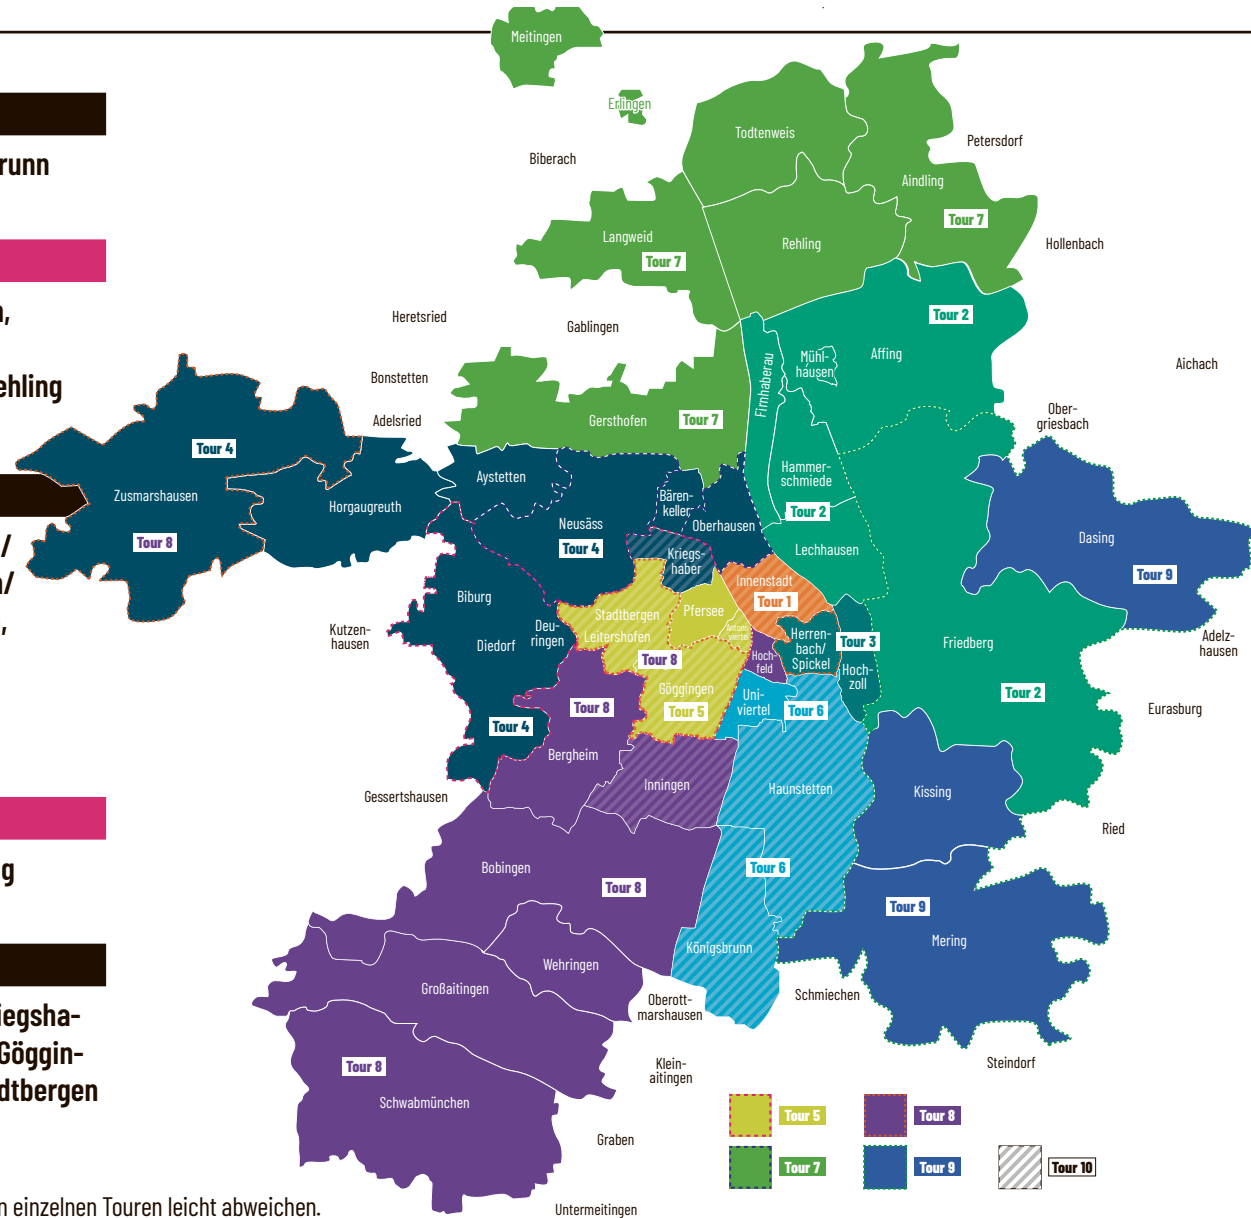 runn
,
ehling
/
/
,
g
iegsha-
Göggin-
dtbergen
n einzelnen Touren leicht abweichen.
Meitingen
Erlingen
Biberach
Todtenweis
Petersdorf
Aindling
Tour 7
Langweid
Tour 7
Rehling
Hollenbach
Heretsried
Gablingen
Tour 2
Affing
Mühl-
hausen
Firnhaberau
Aichach
Bonstetten
Adelsried
Gersthofen
Tour 7
Ober-
griesbach
Tour 4
Zusmarshausen
Tour 8
Horgaugreuth
Aystetten
Neusäss
Tour 4
Bären-
keller
Oberhausen
Hammer-
schmiede
Tour 2
Lechhausen
Dasing
Tour 9
Kriegs-
haber
Innenstadt
Tour 1
Biburg
Stadtbergen
Leitershofen
Pfersee
Antons-
viertel
Kutzen-
hausen
Diedorf
Deu-
ringen
Tour 8
Hoch-
feld
Herren-
bach/
Spickel
Tour 3
Hoch-
zoll
Friedberg
Adelz-
hausen
Göggingen
Tour 5
Uni-
viertel
Tour 6
Tour 2
Eurasburg
Tour 8
Tour 4
Bergheim
Inningen
Haunstetten
Kissing
Gessertshausen
Ried
Bobingen
Tour 8
Tour 6
Tour 9
Mering
Königsbrunn
Wehringen
Großaitingen
Oberott-
marshausen
Schmiechen
Steindorf
Tour 8
Schwabmünchen
Klein-
aitingen
Graben
Untermeitingen
Tour 5
Tour 8
Tour 7
Tour 9
Tour 10